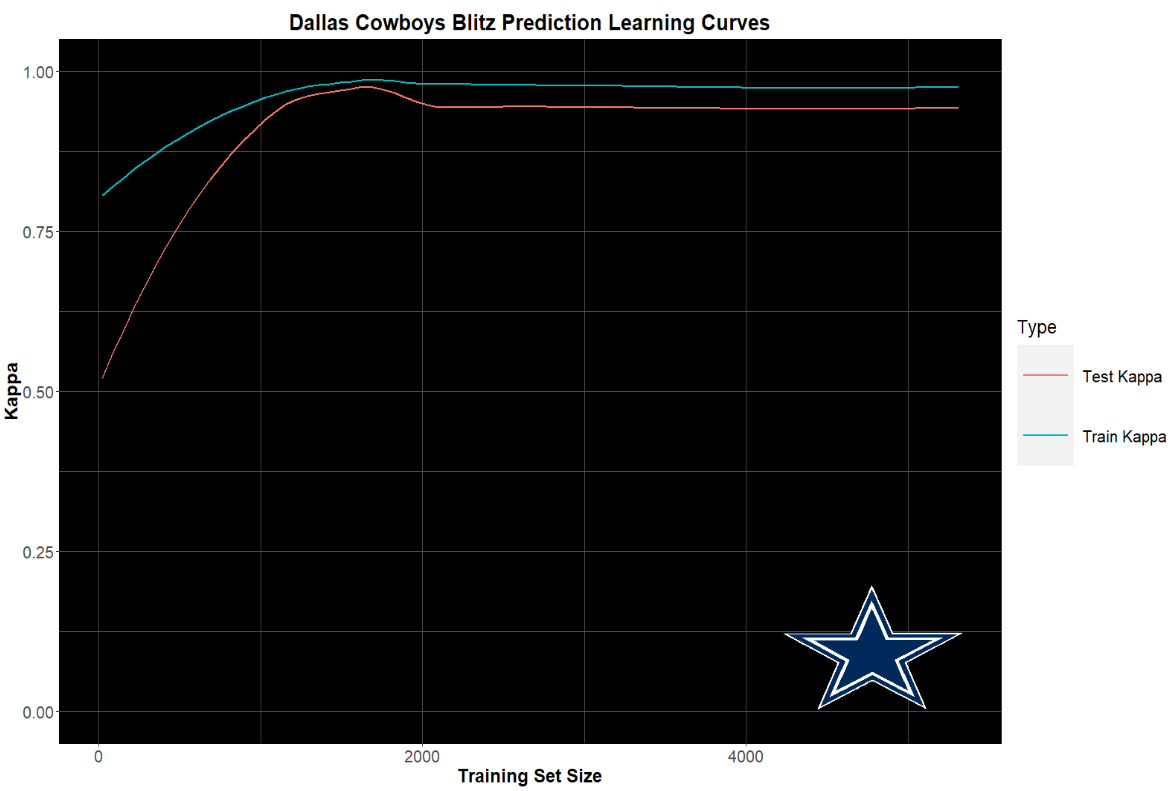 Dallas Cowboys Blitz Prediction Learning Curves
1.00
0.75
0.50
0.25
0.00
Kappa
0
2000
4000
Training Set Size
Type
Test Kappa
Train Kappa